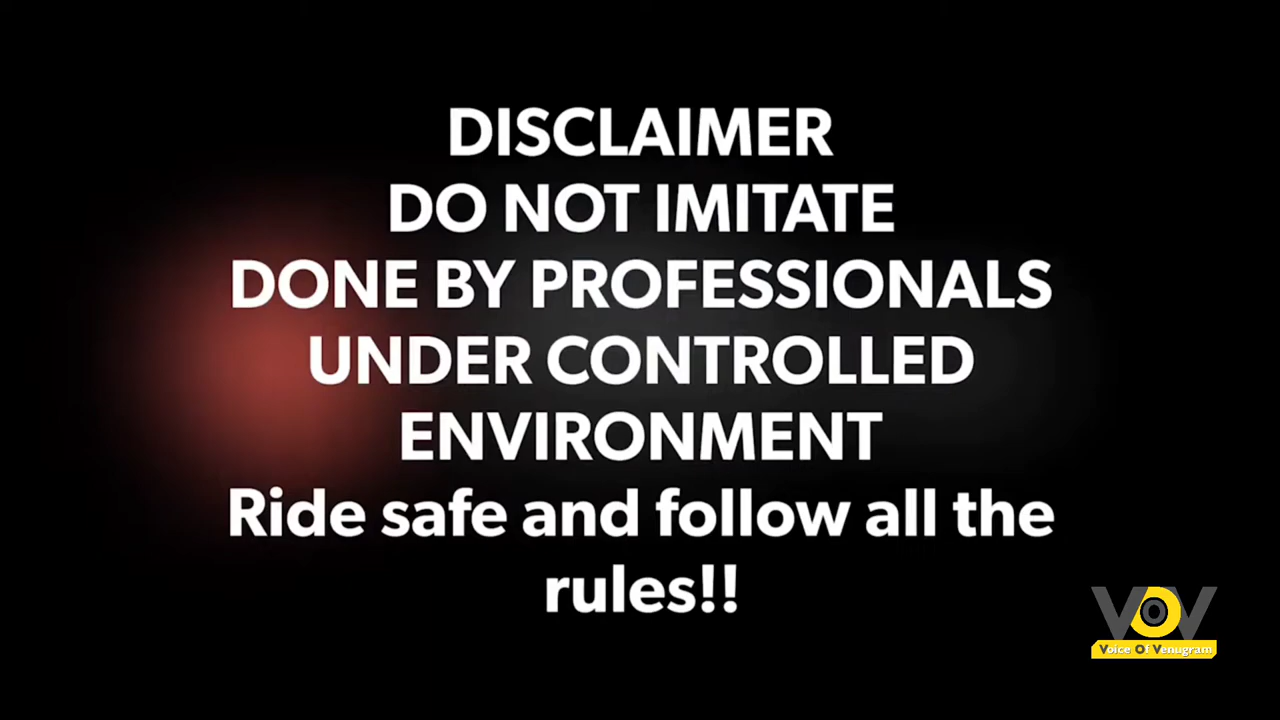 DISCLAIMER
DO NOT IMITATE
DONE BY PROFESSIONALS
UNDER CONTROLLED
ENVIRONMENT
Ride safe and follow all the
rules!!
VOV
Voice Of Venugram